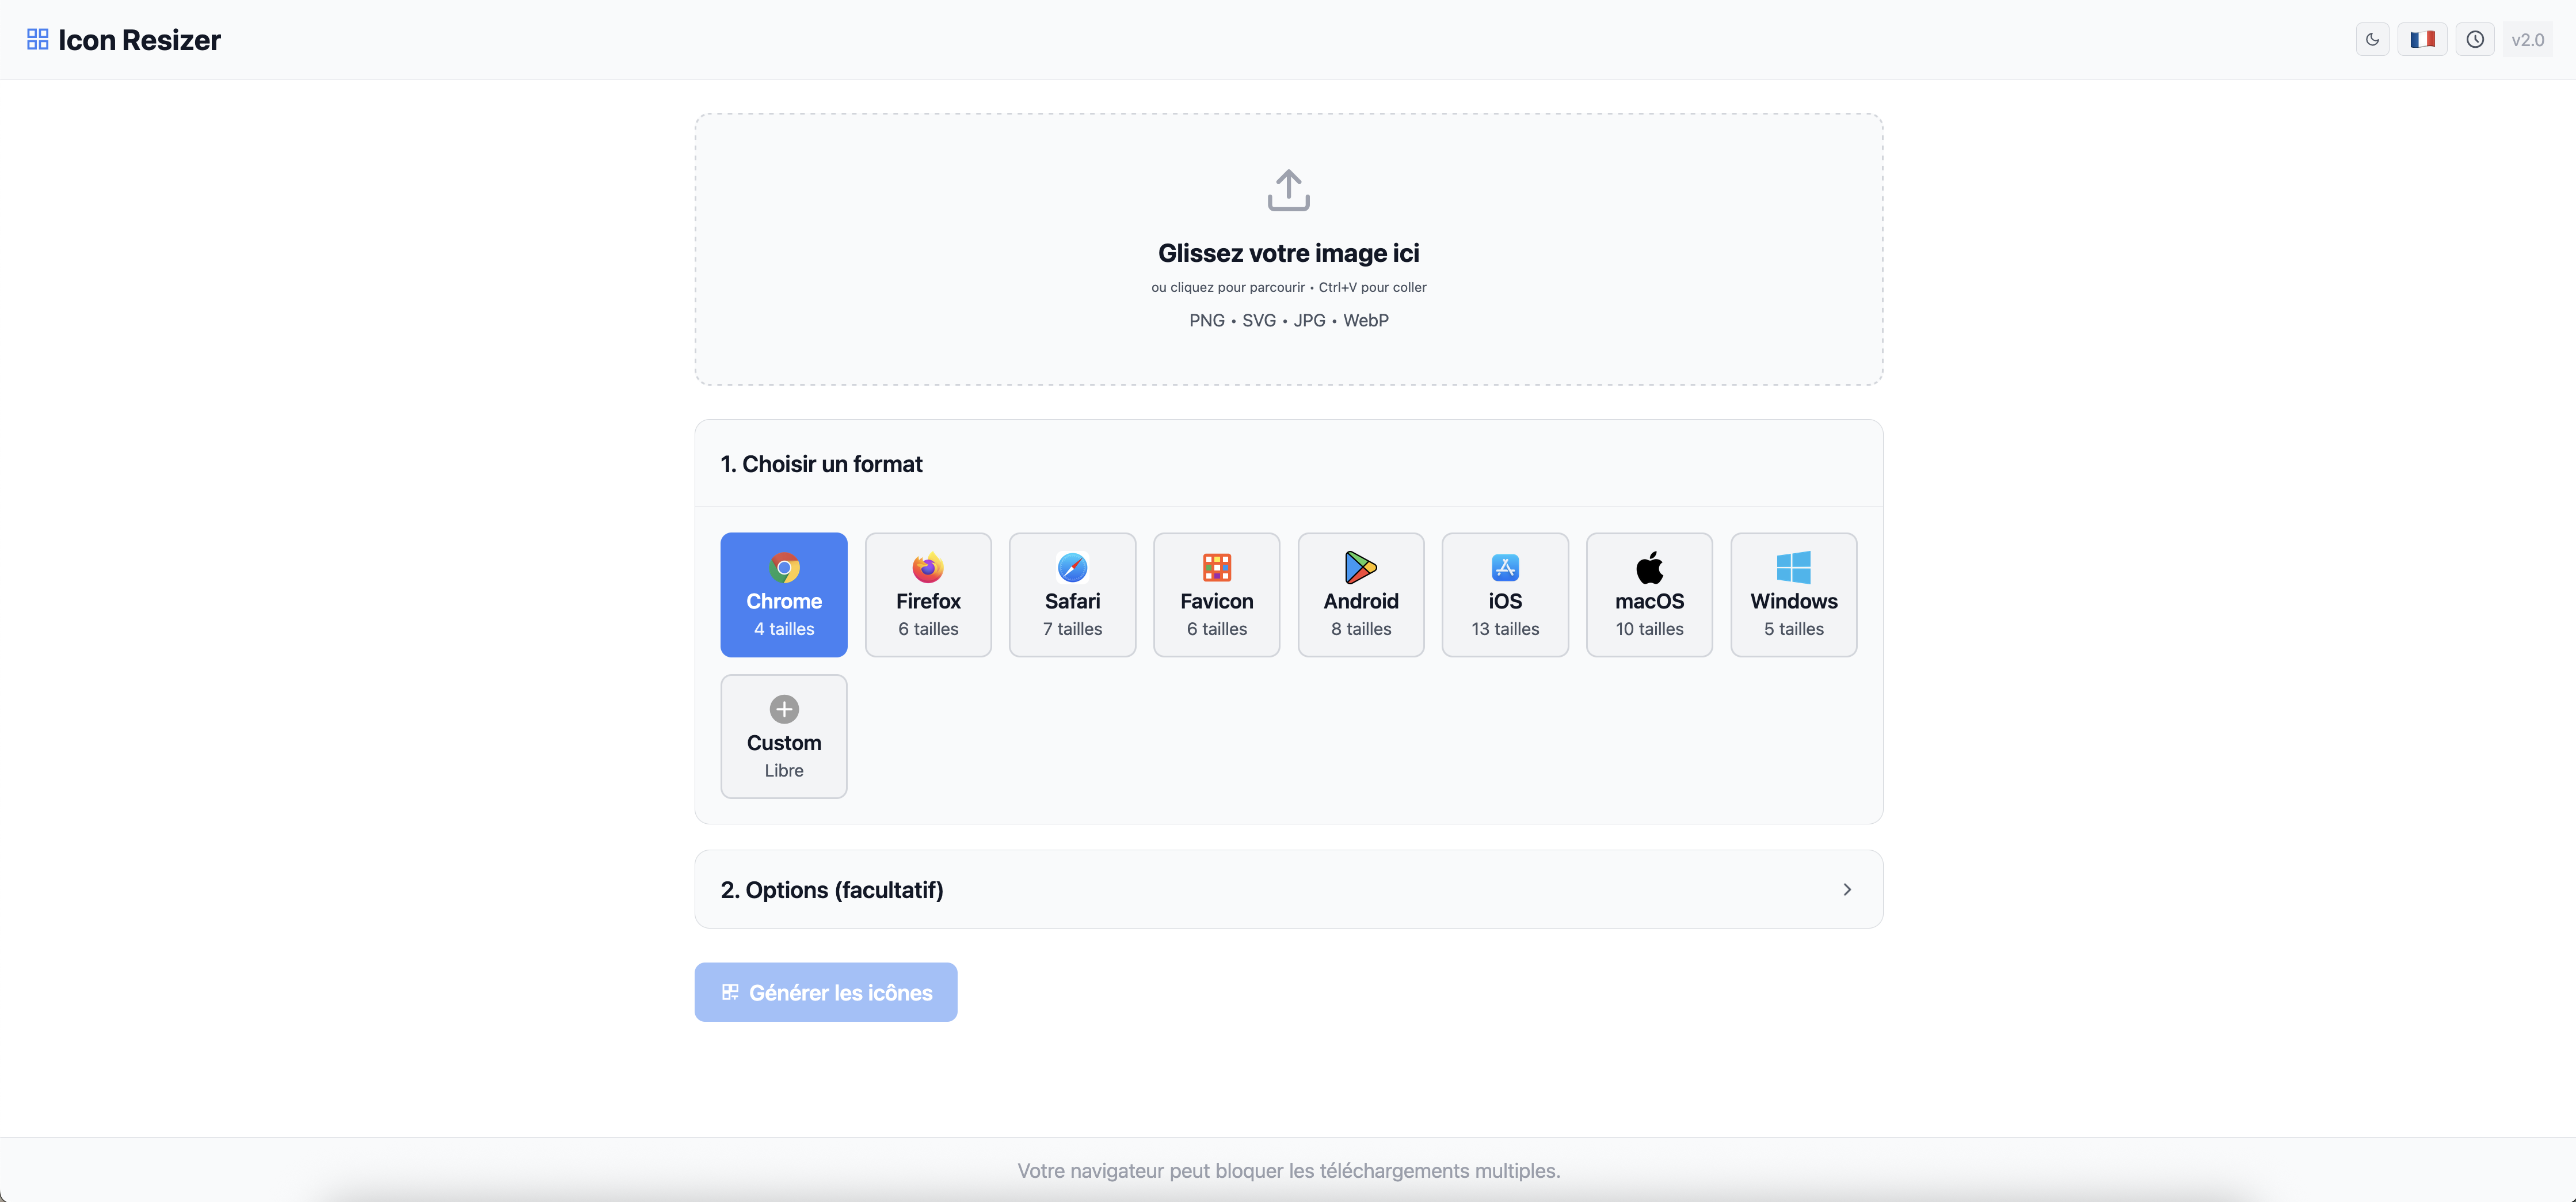 Icon Resizer
v2.0
Glissez votre image ici
ou cliquez pour parcourir • Ctrl+V pour coller
PNG • SVG • JPG • WebP
1. Choisir un format
Chrome
4 tailles
Firefox
6 tailles
Safari
7 tailles
Favicon
6 tailles
Android
8 tailles
iOS
13 tailles
macOS
10 tailles
Windows
5 tailles
Custom
Libre
2. Options (facultatif)
Générer les icônes
Votre navigateur peut bloquer les téléchargements multiples.